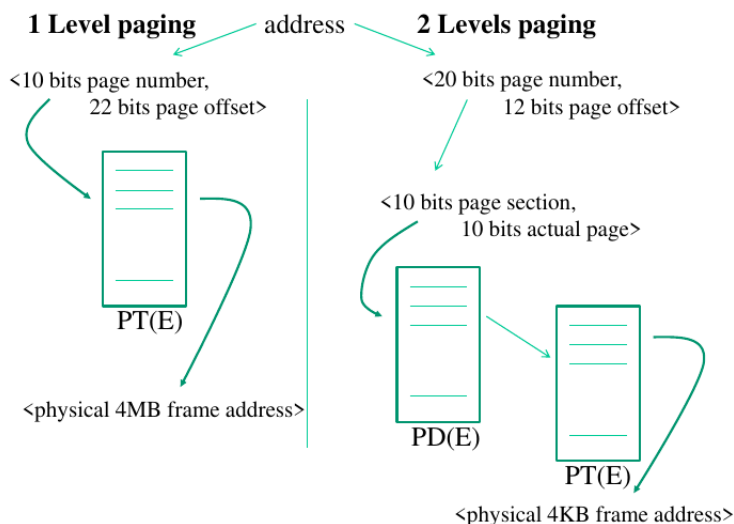 1 Level paging
address
2 Levels paging
<10 bits page number,
22 bits page offset>
PT(E)
<physical 4MB frame address>
<20 bits page number,
12 bits page offset>
<10 bits page section,
10 bits actual page>
PD(E)
PT(E)
<physical 4KB frame address>